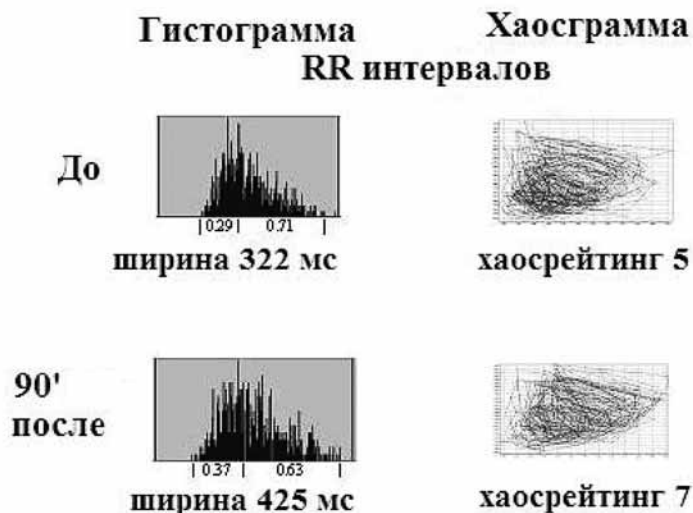 Гистограмма Хаосграмма
RR интервалов
До
| 0.29 | 0.71 |
ширина 322 мс хаосрейтинг 5
90'
после
| 0.37 | 0.63 |
ширина 425 мс хаосрейтинг 7